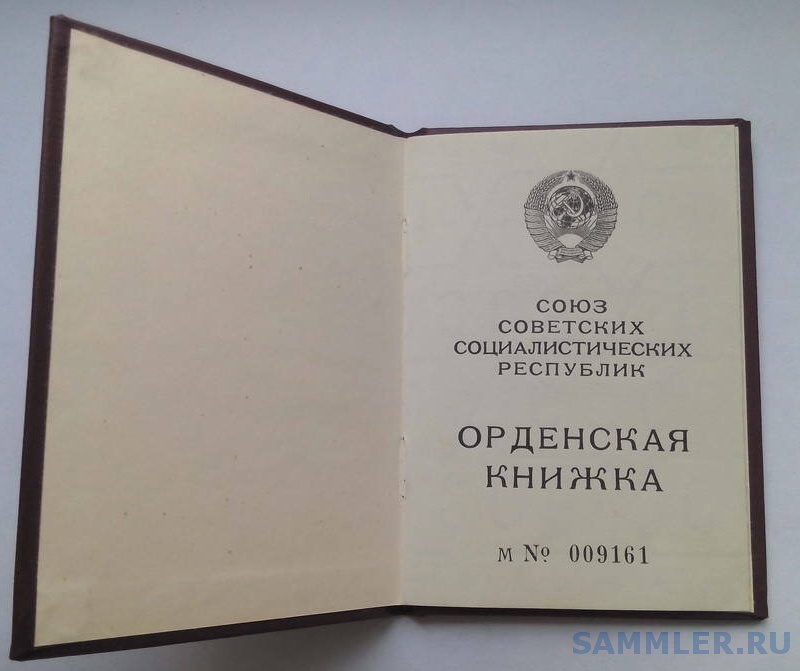 СОЮЗ
СОВЕТСКИХ
СОЦИАЛИСТИЧЕСКИХ
РЕСПУБЛИК
ОРДЕНСКАЯ
КНИЖКА
М № 009161
SAMMLER.RU